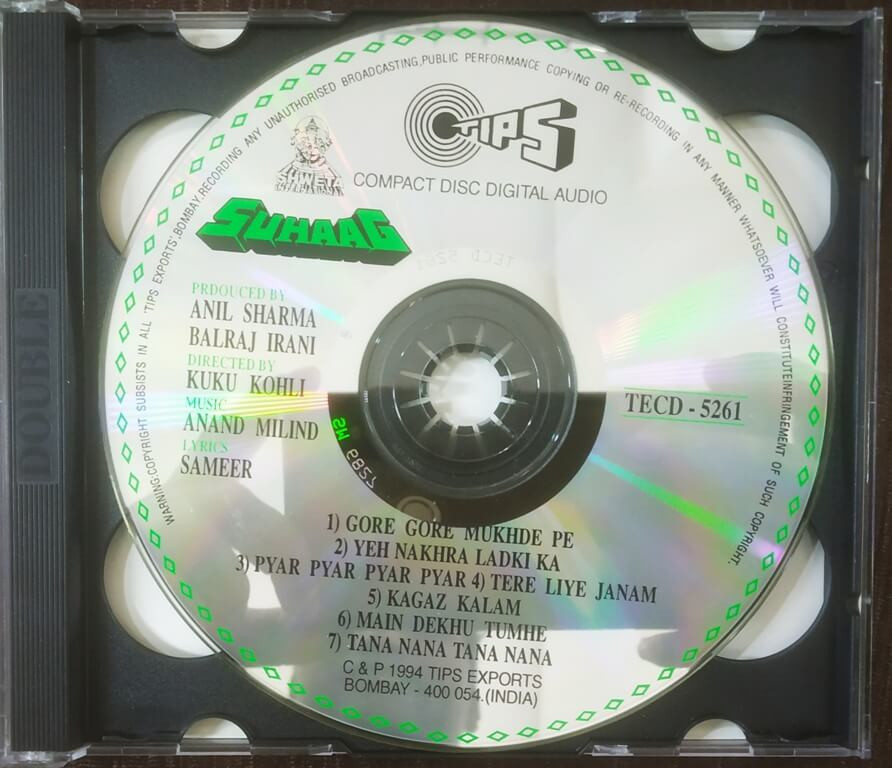 WARNING:COPYRIGHT SUBSISTS IN ALL 'TIPS EXPORTS',BOMBAY.RECORDING ANY UNAUTHORISED BROADCASTING,PUBLIC PERFORMANCE COPYING OR RE-RECORDING IN ANY MANNER WHATSOEVER WILL CONSTITUTEINFRINGEMENT OF SUCH COPYRIGHT.
TIPS
SHWETA
INTERNATIONAL
COMPACT DISC DIGITAL AUDIO
SUHAAG
TECD 5261
PRDOUCED BY
ANIL SHARMA
BALRAJ IRANI
DIRECTED BY
KUKU KOHLI
MUSIC
ANAND MILIND
LYRICS
SAMEER
TECD - 5261
DOUBLE
1) GORE GORE MUKHDE PE
2) YEH NAKHRA LADKI KA
3) PYAR PYAR PYAR PYAR 4) TERE LIYE JANAM
5) KAGAZ KALAM
6) MAIN DEKHU TUMHE
7) TANA NANA TANA NANA
C & P 1994 TIPS EXPORTS
BOMBAY - 400 054.(INDIA)